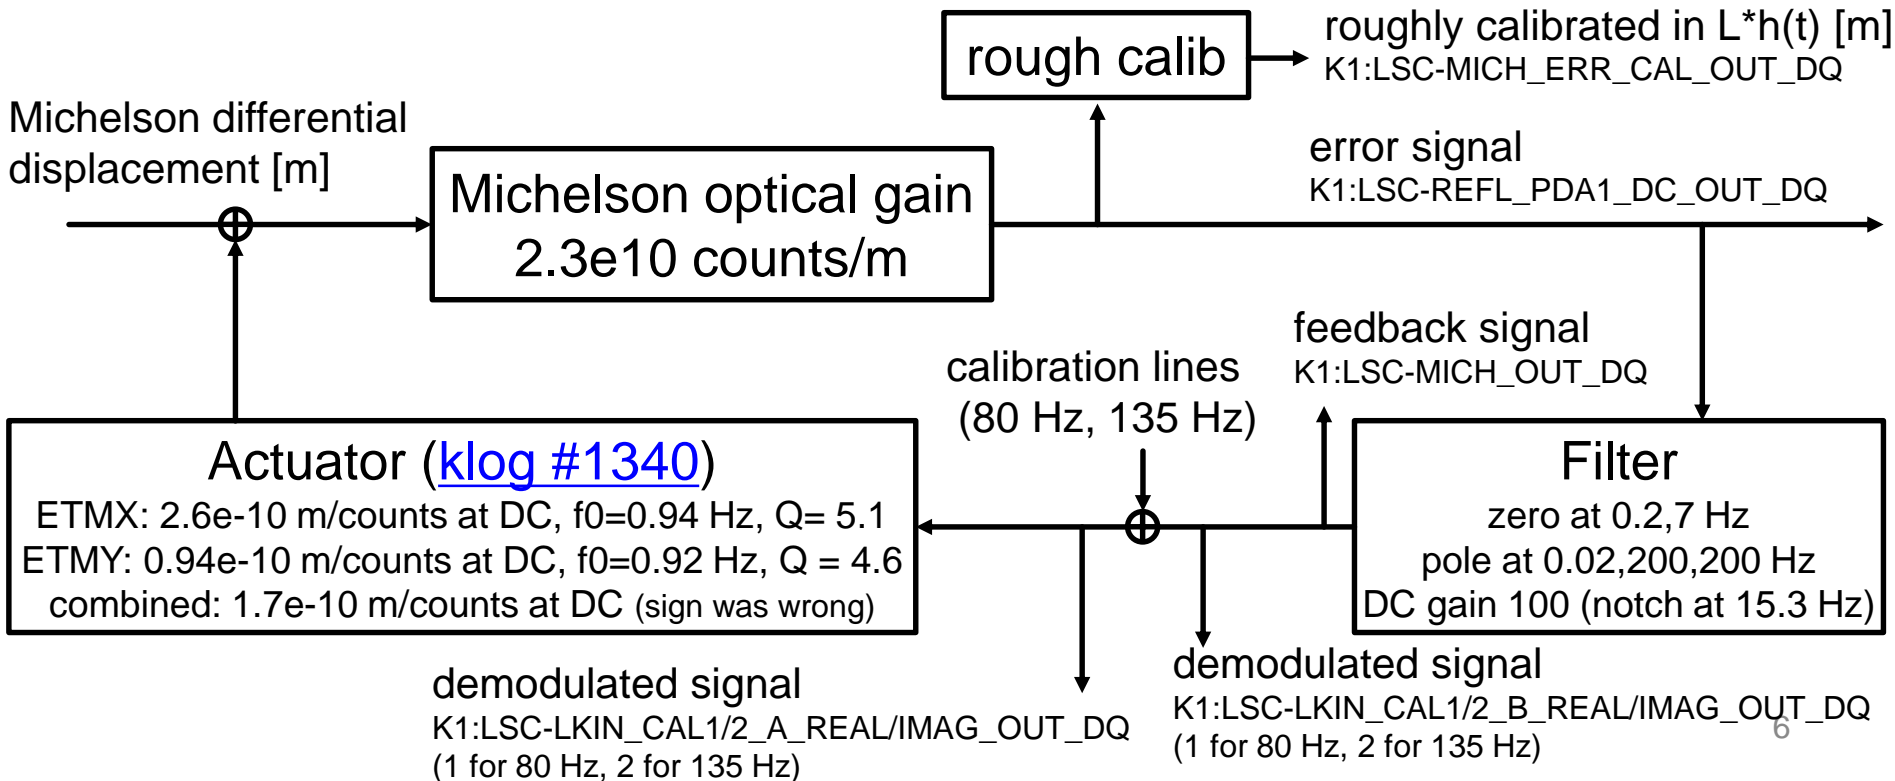 rough calib
roughly calibrated in L*h(t) [m]
K1:LSC-MICH_ERR_CAL_OUT_DQ
Michelson differential
displacement [m]
Michelson optical gain
2.3e10 counts/m
error signal
K1:LSC-REFL_PDA1_DC_OUT_DQ
feedback signal
K1:LSC-MICH_OUT_DQ
calibration lines
(80 Hz, 135 Hz)
Actuator (klog #1340)
ETMX: 2.6e-10 m/counts at DC, f0=0.94 Hz, Q= 5.1
ETMY: 0.94e-10 m/counts at DC, f0=0.92 Hz, Q = 4.6
combined: 1.7e-10 m/counts at DC (sign was wrong)
Filter
zero at 0.2,7 Hz
pole at 0.02,200,200 Hz
DC gain 100 (notch at 15.3 Hz)
demodulated signal
K1:LSC-LKIN_CAL1/2_A_REAL/IMAG_OUT_DQ
(1 for 80 Hz, 2 for 135 Hz)
demodulated signal
K1:LSC-LKIN_CAL1/2_B_REAL/IMAG_OUT_DQ
(1 for 80 Hz, 2 for 135 Hz)
6